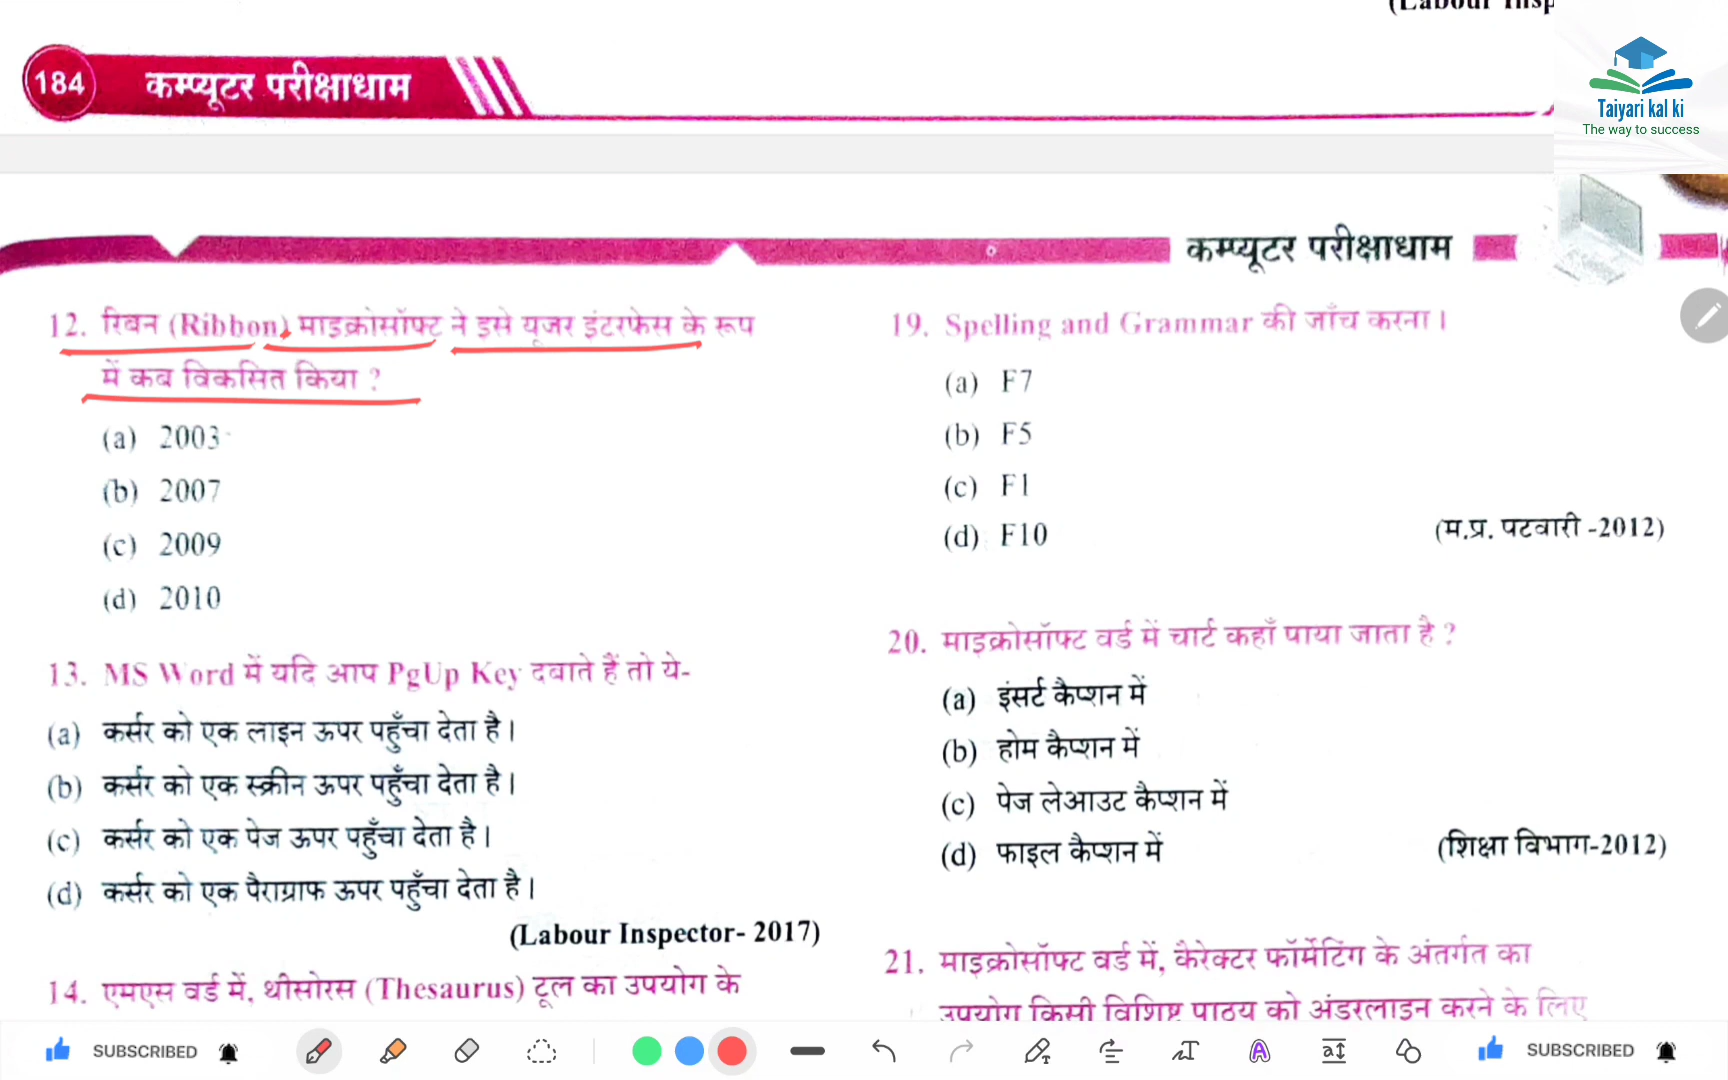 184 कम्प्यूटर परीक्षाधाम
Taiyari kal ki
The way to success
कम्प्यूटर परीक्षाधाम
12. रिबन (Ribbon), माइक्रोसॉफ्ट ने इसे यूजर इंटरफेस के रूप
में कब विकसित किया ?
(a) 2003
(b) 2007
(c) 2009
(d) 2010
13. MS Word में यदि आप PgUp Key दबाते हैं तो ये-
(a) कर्सर को एक लाइन ऊपर पहुँचा देता है।
(b) कर्सर को एक स्क्रीन ऊपर पहुँचा देता है।
(c) कर्सर को एक पेज ऊपर पहुँचा देता है।
(d) कर्सर को एक पैराग्राफ ऊपर पहुँचा देता है।
(Labour Inspector- 2017)
14. एमएस वर्ड में, थीसोरस (Thesaurus) टूल का उपयोग के
19. Spelling and Grammar की जाँच करना।
(a) F7
(b) F5
(c) F1
(d) F10
(म.प्र. पटवारी -2012)
20. माइक्रोसॉफ्ट वर्ड में चार्ट कहाँ पाया जाता है ?
(a) इंसर्ट कैप्शन में
(b) होम कैप्शन में
(c) पेज लेआउट कैप्शन में
(d) फाइल कैप्शन में
(शिक्षा विभाग-2012)
21. माइक्रोसॉफ्ट वर्ड में, कैरेक्टर फॉर्मेटिंग के अंतर्गत का
उपयोग किसी विशिष्ट पाठ्य को अंडरलाइन करने के लिए
SUBSCRIBED
SUBSCRIBED